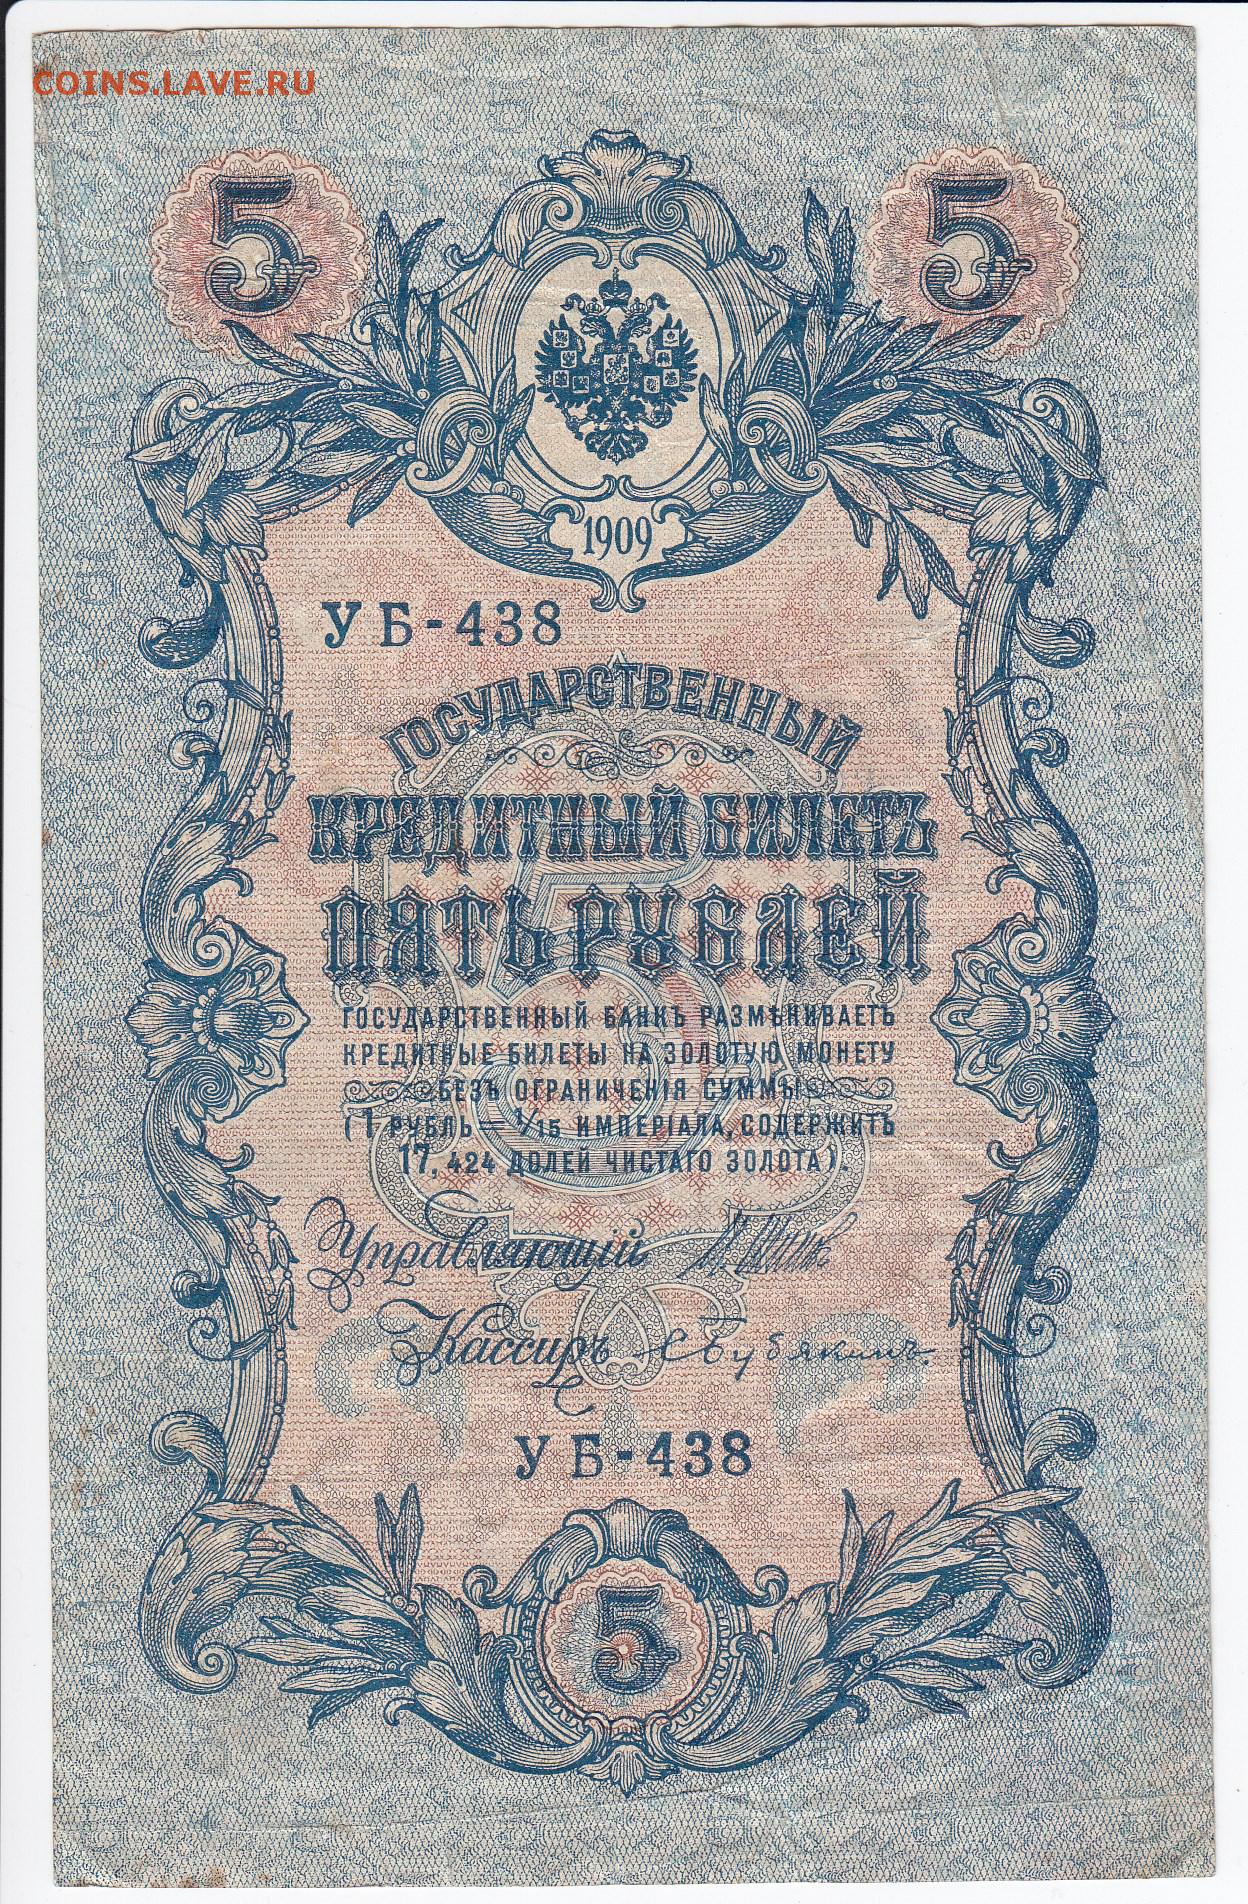 COINS.LAVE.RU
5 5
1909
УБ-438
ГОСУДАРСТВЕННЫЙ
КРЕДИТНЫЙ БИЛЕТЪ
ПЯТЬ РУБЛЕЙ
ГОСУДАРСТВЕННЫЙ БАНКЪ РАЗМѢНИВАЕТЪ
КРЕДИТНЫЕ БИЛЕТЫ НА ЗОЛОТУЮ МОНЕТУ
БЕЗЪ ОГРАНИЧЕНІЯ СУММЫ
(1 РУБЛЬ = 1/15 ИМПЕРІАЛА, СОДЕРЖИТЪ
17,424 ДОЛЕЙ ЧИСТАГО ЗОЛОТА).
Управляющій
Кассиръ С Бубякинъ.
УБ-438
5